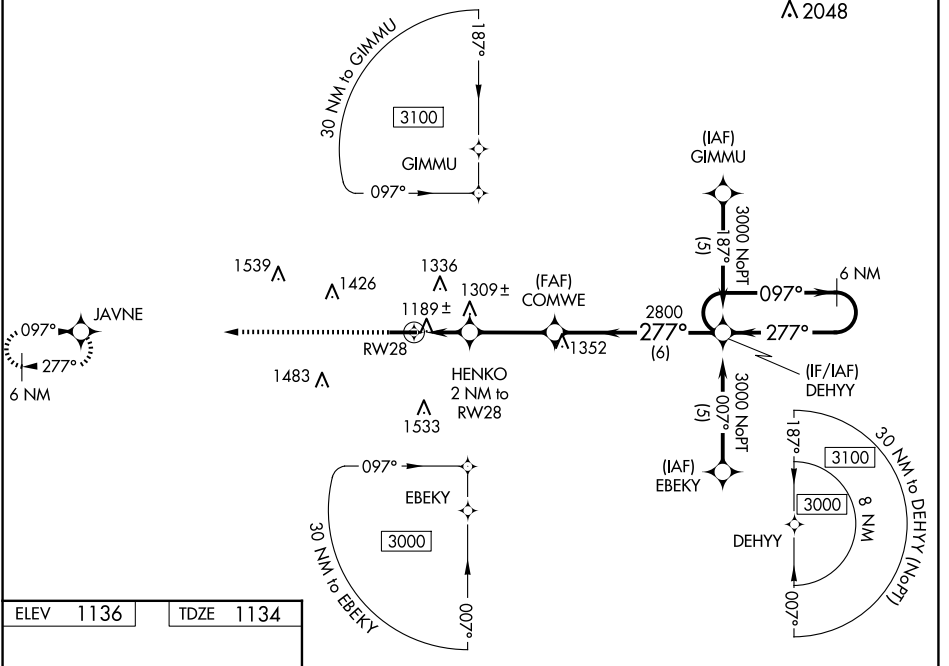 2048
30 NM to GIMMU
187°
3100
GIMMU
097°
(IAF)
GIMMU
3000 NoPT
187°
(5)
6 NM
097°
277°
1539
1426
1336
1309±
1189±
(FAF)
COMWE
2800
277°
(6)
1352
JAVNE
097°
277°
6 NM
RW28
HENKO
2 NM to
RW28
1483
1533
(IF/IAF)
DEHYY
3000 NoPT
007°
(5)
(IAF)
EBEKY
097°
EBEKY
3000
30 NM to EBEKY
007°
187°
30 NM to DEHYY (NoPT)
3100
3000
8 NM
DEHYY
007°
ELEV 1136
TDZE 1134